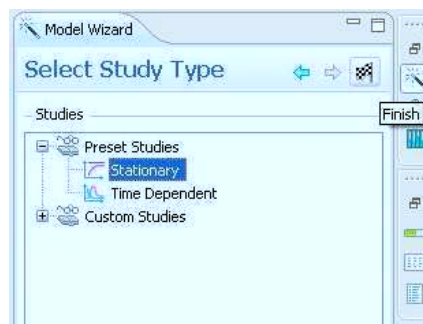 Model Wizard
Select Study Type
Finish
Studies
Preset Studies
Stationary
Time Dependent
Custom Studies